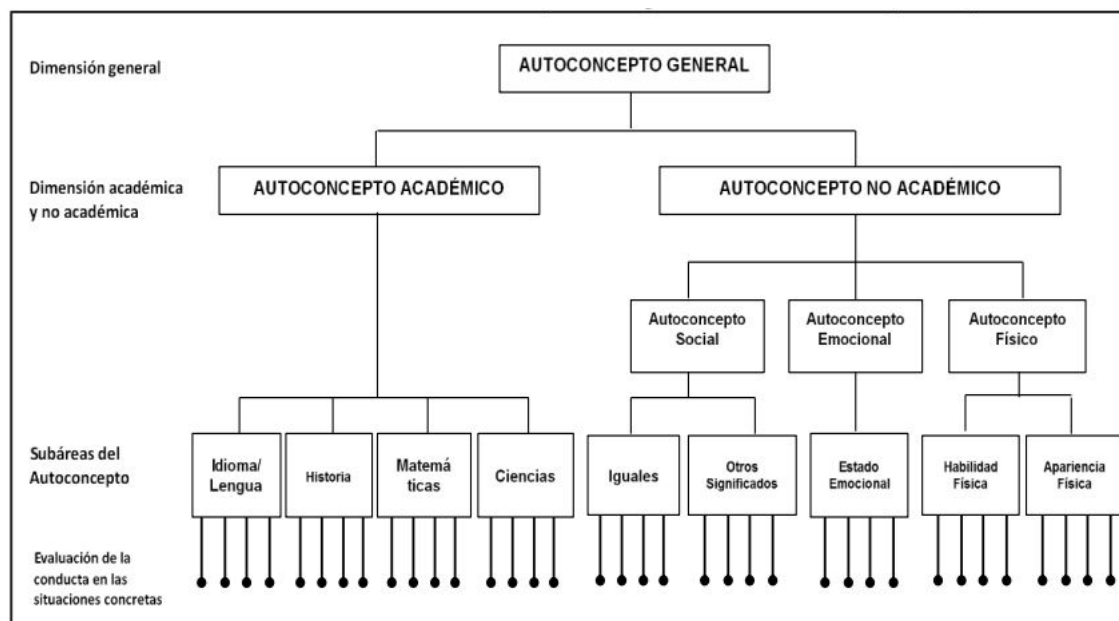 Dimensión general
AUTOCONCEPTO GENERAL
Dimensión académica
y no académica
AUTOCONCEPTO ACADÉMICO
AUTOCONCEPTO NO ACADÉMICO
Autoconcepto
Social
Autoconcepto
Emocional
Autoconcepto
Físico
Subáreas del
Autoconcepto
Idioma/
Lengua
Historia
Matemá
ticas
Ciencias
Iguales
Otros
Significados
Estado
Emocional
Habilidad
Física
Apariencia
Física
Evaluación de la
conducta en las
situaciones concretas